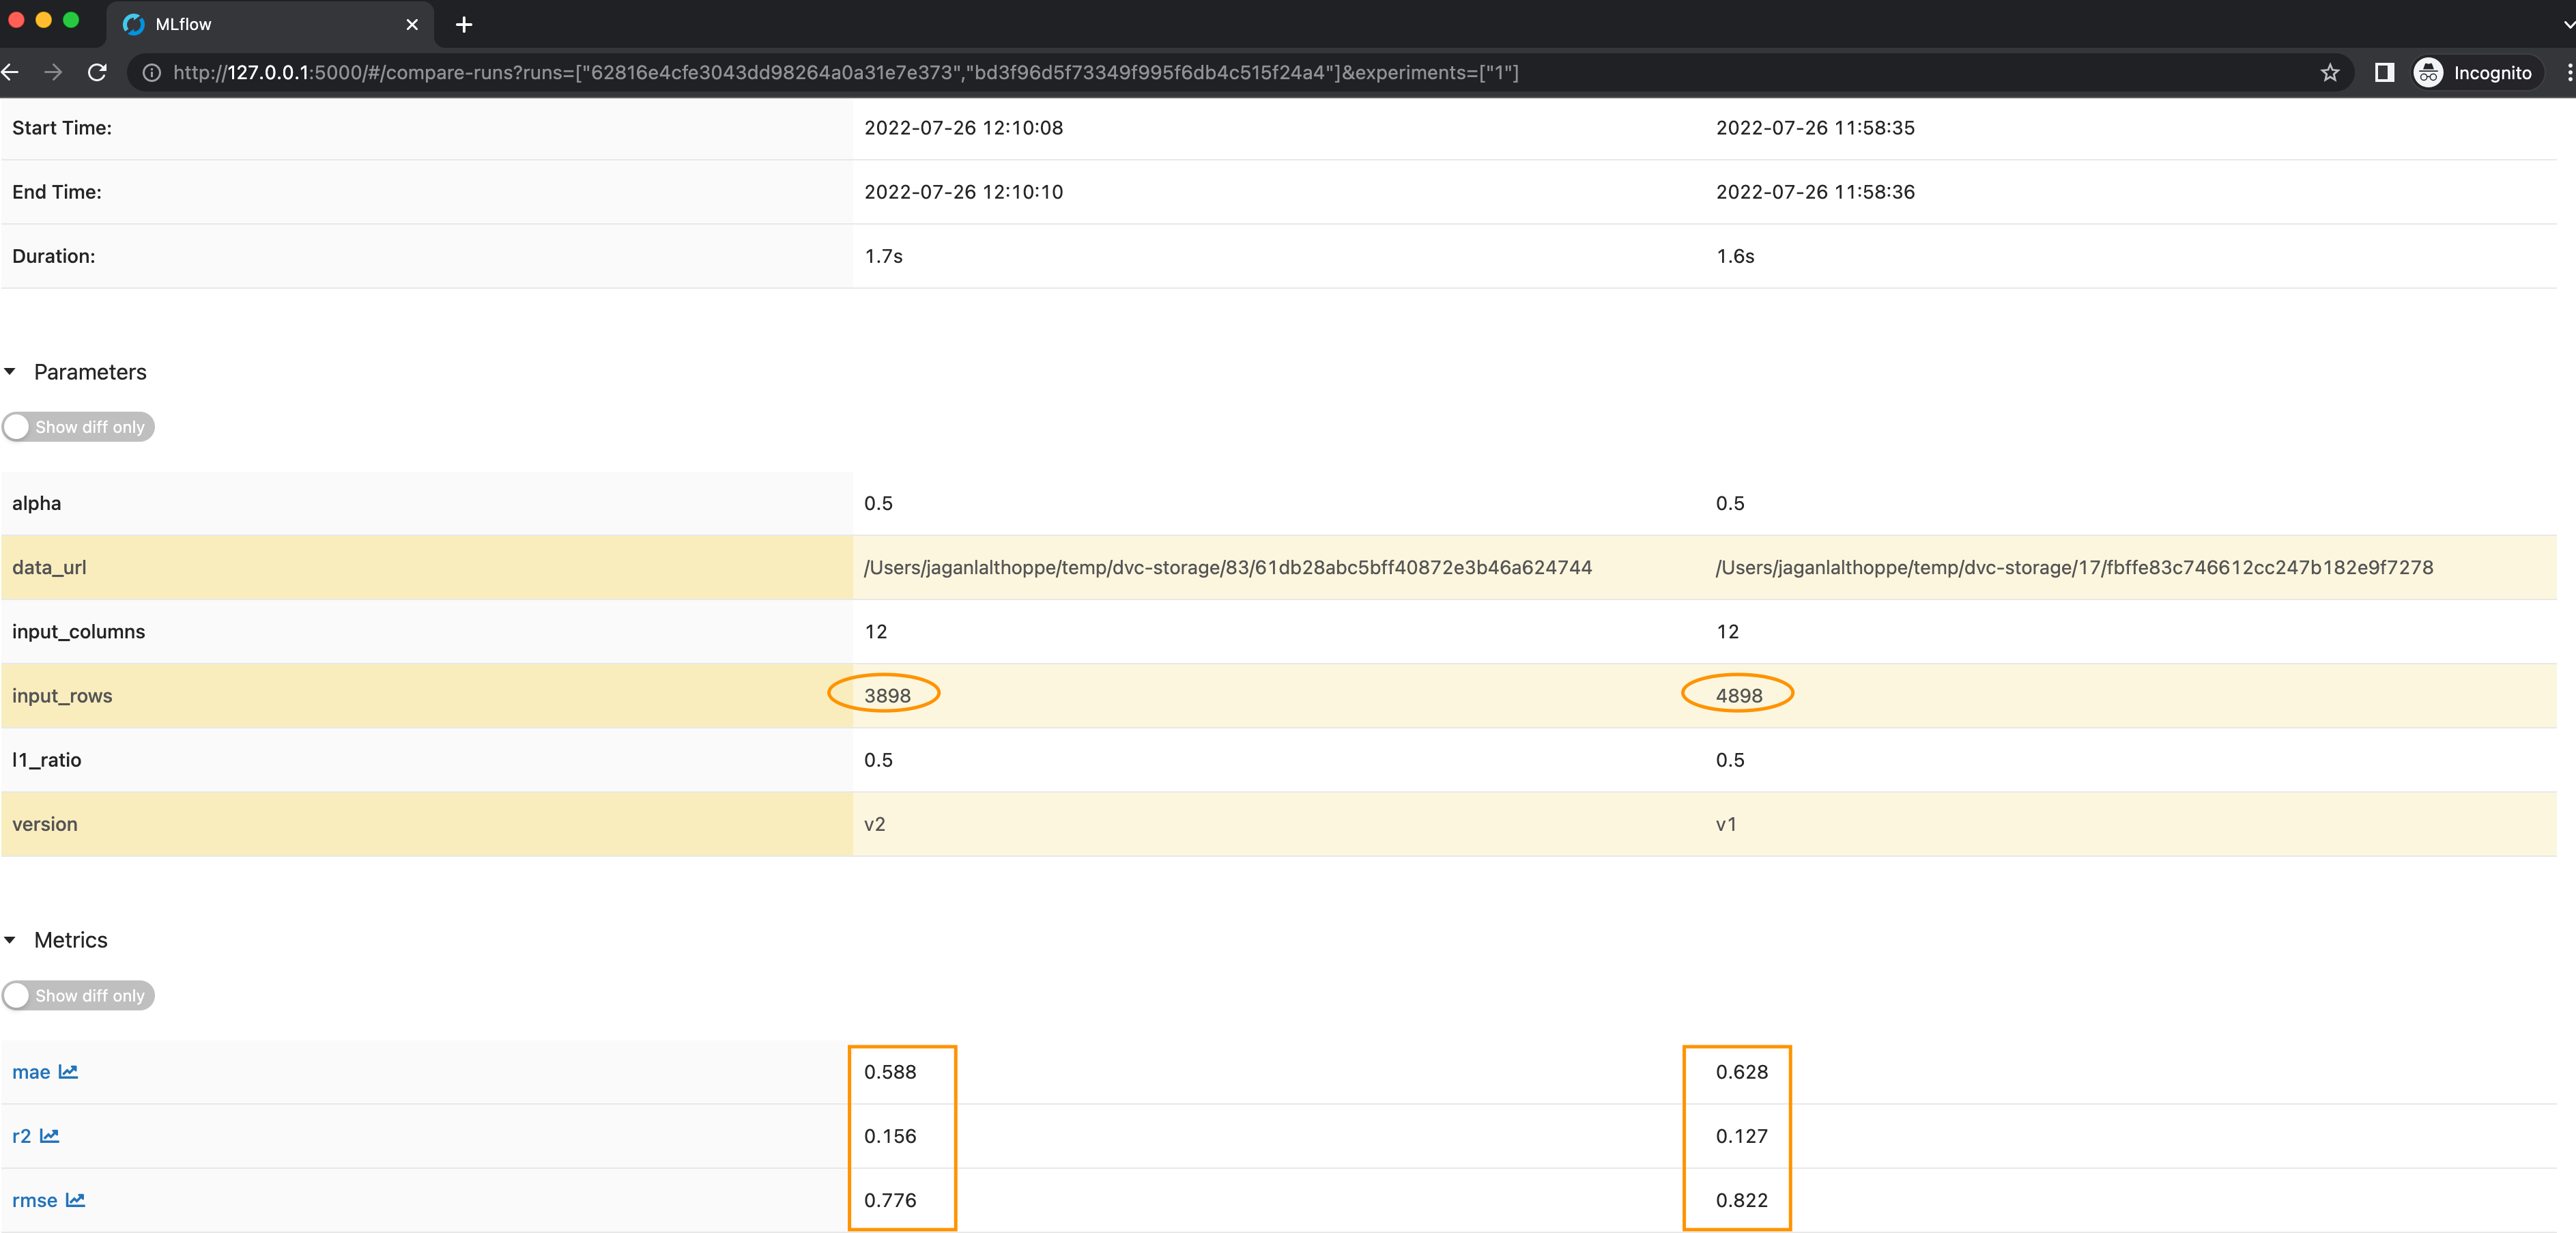 MLflow
http://127.0.0.1:5000/#/compare-runs?runs=["62816e4cfe3043dd98264a0a31e7e373","bd3f96d5f73349f995f6db4c515f24a4"]&experiments=["1"]
Incognito
Start Time: 2022-07-26 12:10:08 2022-07-26 11:58:35
End Time: 2022-07-26 12:10:10 2022-07-26 11:58:36
Duration: 1.7s 1.6s
Parameters
Show diff only
alpha 0.5 0.5
data_url /Users/jaganlalthoppe/temp/dvc-storage/83/61db28abc5bff40872e3b46a624744 /Users/jaganlalthoppe/temp/dvc-storage/17/fbffe83c746612cc247b182e9f7278
input_columns 12 12
input_rows 3898 4898
l1_ratio 0.5 0.5
version v2 v1
Metrics
Show diff only
mae 0.588 0.628
r2 0.156 0.127
rmse 0.776 0.822